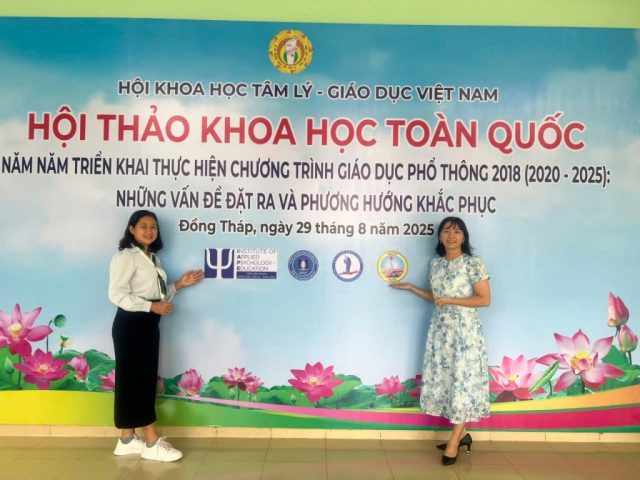 HỘI KHOA HỌC TÂM LÝ - GIÁO DỤC VIỆT NAM
HỘI THẢO KHOA HỌC TOÀN QUỐC
NĂM NĂM TRIỂN KHAI THỰC HIỆN CHƯƠNG TRÌNH GIÁO DỤC PHỔ THÔNG 2018 (2020 - 2025):
NHỮNG VẤN ĐỀ ĐẶT RA VÀ PHƯƠNG HƯỚNG KHẮC PHỤC
Đồng Tháp, ngày 29 tháng 8 năm 2025
INSTITUTE OF
APPLIED
PSYCHOLOGY -
EDUCATION